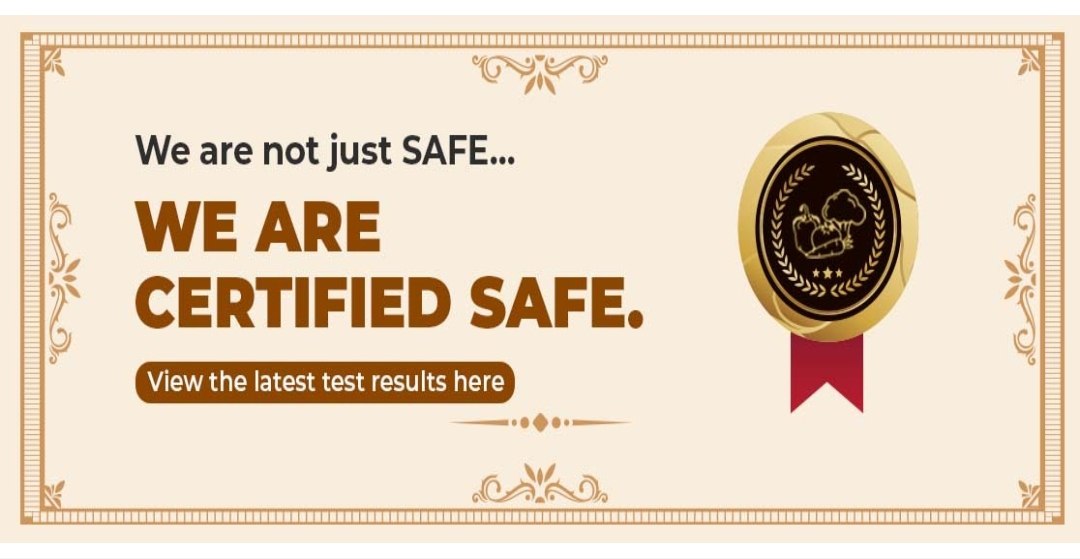 We are not just SAFE...
WE ARE
CERTIFIED SAFE.
View the latest test results here